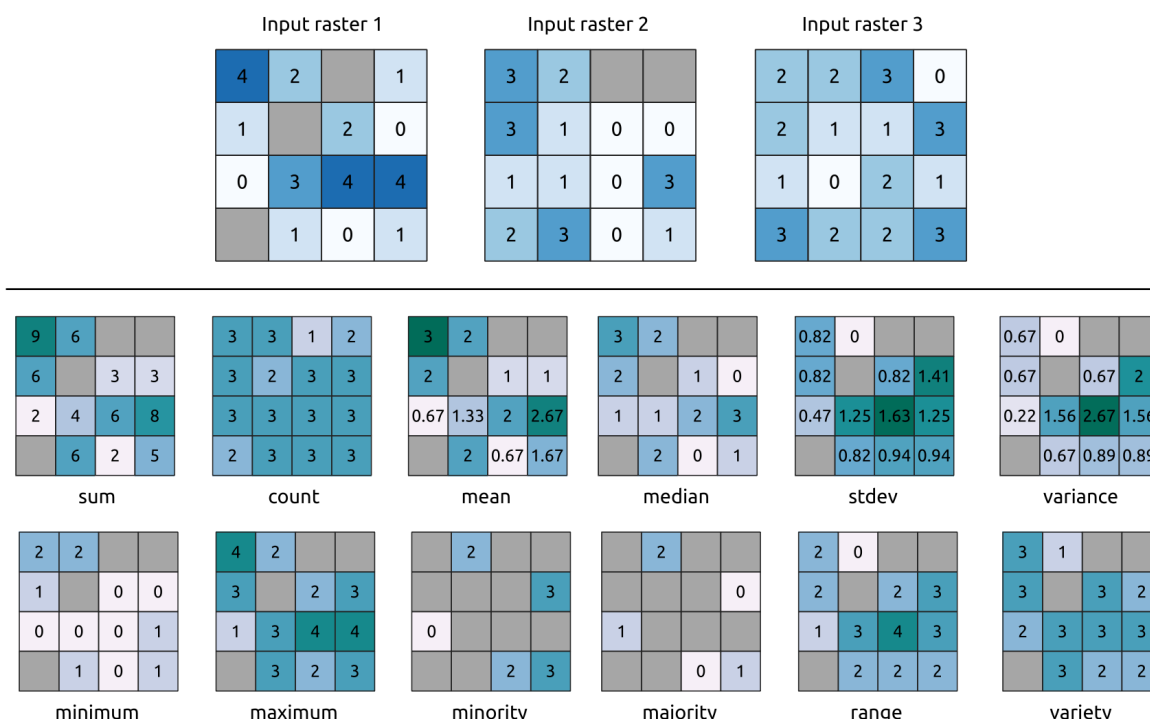 Input raster 1 Input raster 2 Input raster 3
4 2 1 3 2 2 2 3 0
1 2 0 3 1 0 0 2 1 1 3
0 3 4 4 1 1 0 3 1 0 2 1
1 0 1 2 3 0 1 3 2 2 3
9 6 3 3 1 2 3 2 3 2 0.82 0 0.67 0
6 3 3 3 2 3 3 2 1 1 2 1 0 0.82 0.82 1.41 0.67 0.67 2
2 4 6 8 3 3 3 3 0.67 1.33 2 2.67 1 1 2 3 0.47 1.25 1.63 1.25 0.22 1.56 2.67 1.56
6 2 5 2 3 3 3 2 0.67 1.67 2 0 1 0.82 0.94 0.94 0.67 0.89 0.89
sum count mean median stdev variance
2 2 4 2 2 2 2 0 3 1
1 0 0 3 2 3 3 0 2 2 3 3 3 2
0 0 0 1 1 3 4 4 0 1 1 3 4 3 2 3 3 3
1 0 1 3 2 3 2 3 0 1 2 2 2 3 2 2
minimum maximum minority majority range variety